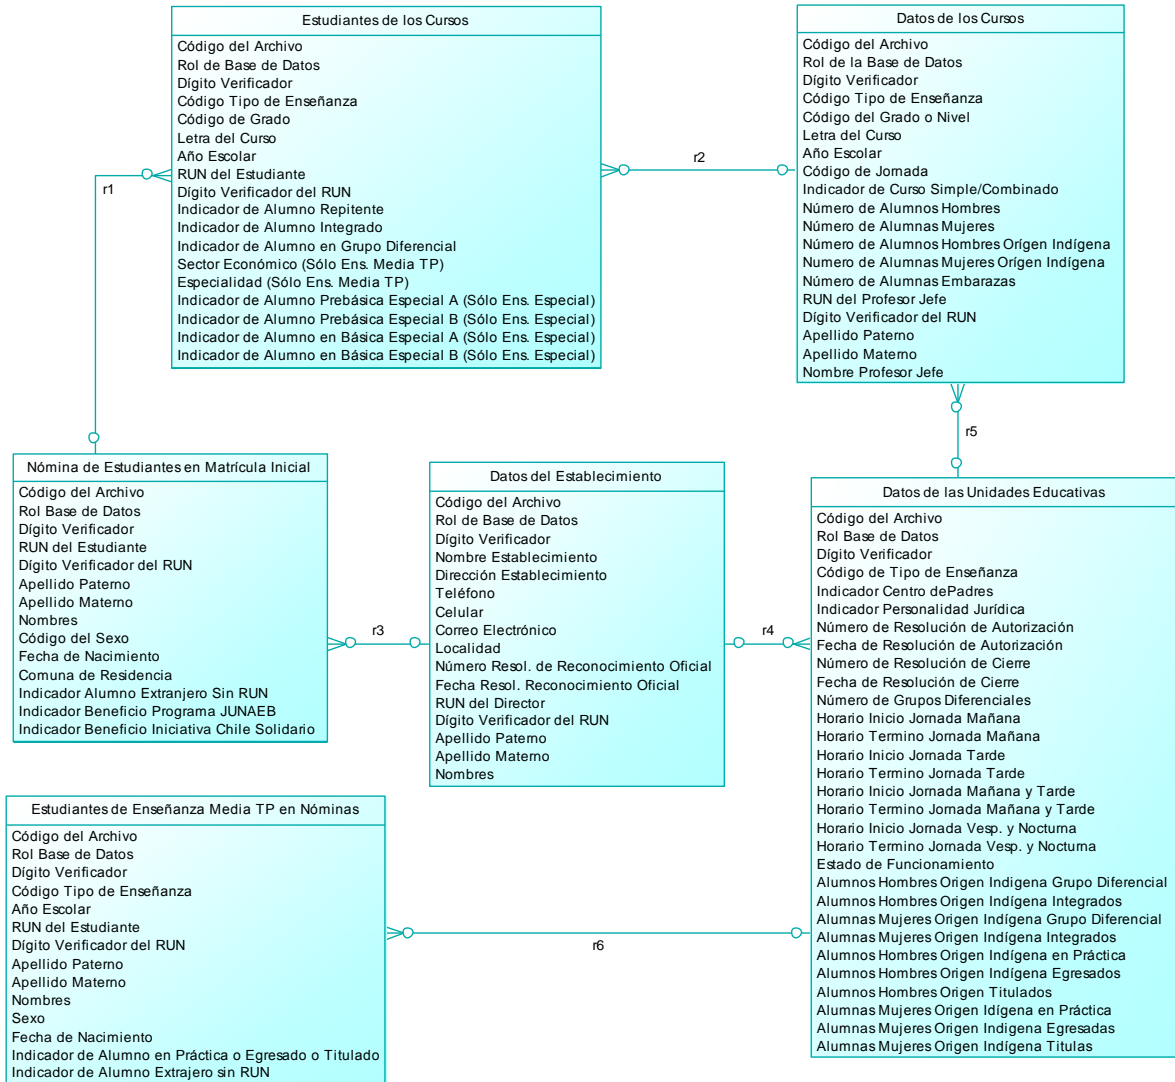 Estudiantes de los Cursos
Código del Archivo
Rol de Base de Datos
Dígito Verificador
Código Tipo de Enseñanza
Código de Grado
Letra del Curso
Año Escolar
RUN del Estudiante
Dígito Verificador del RUN
Indicador de Alumno Repitente
Indicador de Alumno Integrado
Indicador de Alumno en Grupo Diferencial
Sector Económico (Sólo Ens. Media TP)
Especialidad (Sólo Ens. Media TP)
Indicador de Alumno Prebásica Especial A (Sólo Ens. Especial)
Indicador de Alumno Prebásica Especial B (Sólo Ens. Especial)
Indicador de Alumno en Básica Especial A (Sólo Ens. Especial)
Indicador de Alumno en Básica Especial B (Sólo Ens. Especial)
r2
Datos de los Cursos
Código del Archivo
Rol de la Base de Datos
Dígito Verificador
Código Tipo de Enseñanza
Código del Grado o Nivel
Letra del Curso
Año Escolar
Código de Jornada
Indicador de Curso Simple/Combinado
Número de Alumnos Hombres
Número de Alumnas Mujeres
Número de Alumnos Hombres Orígen Indígena
Numero de Alumnas Mujeres Orígen Indígena
Número de Alumnas Embarazas
RUN del Profesor Jefe
Dígito Verificador del RUN
Apellido Paterno
Apellido Materno
Nombre Profesor Jefe
r1
r5
Nómina de Estudiantes en Matrícula Inicial
Código del Archivo
Rol Base de Datos
Dígito Verificador
RUN del Estudiante
Dígito Verificador del RUN
Apellido Paterno
Apellido Materno
Nombres
Código del Sexo
Fecha de Nacimiento
Comuna de Residencia
Indicador Alumno Extranjero Sin RUN
Indicador Beneficio Programa JUNAEB
Indicador Beneficio Iniciativa Chile Solidario
r3
Datos del Establecimiento
Código del Archivo
Rol de Base de Datos
Dígito Verificador
Nombre Establecimiento
Dirección Establecimiento
Teléfono
Celular
Correo Electrónico
Localidad
Número Resol. de Reconocimiento Oficial
Fecha Resol. Reconocimiento Oficial
RUN del Director
Dígito Verificador del RUN
Apellido Paterno
Apellido Materno
Nombres
r4
Datos de las Unidades Educativas
Código del Archivo
Rol Base de Datos
Dígito Verificador
Código de Tipo de Enseñanza
Indicador Centro dePadres
Indicador Personalidad Jurídica
Número de Resolución de Autorización
Fecha de Resolución de Autorización
Número de Resolución de Cierre
Fecha de Resolución de Cierre
Número de Grupos Diferenciales
Horario Inicio Jornada Mañana
Horario Termino Jornada Mañana
Horario Inicio Jornada Tarde
Horario Termino Jornada Tarde
Horario Inicio Jornada Mañana y Tarde
Horario Termino Jornada Mañana y Tarde
Horario Inicio Jornada Vesp. y Nocturna
Horario Termino Jornada Vesp. y Nocturna
Estado de Funcionamiento
Alumnos Hombres Origen Indigena Grupo Diferencial
Alumnos Hombres Origen Indígena Integrados
Alumnas Mujeres Origen Indígena Grupo Diferencial
Alumnas Mujeres Origen Indígena Integrados
Alumnos Hombres Origen Indígena en Práctica
Alumnos Hombres Origen Indígena Egresados
Alumnos Hombres Origen Titulados
Alumnas Mujeres Origen Idígena en Práctica
Alumnas Mujeres Origen Indigena Egresadas
Alumnas Mujeres Origen Indígena Titulas
Estudiantes de Enseñanza Media TP en Nóminas
Código del Archivo
Rol Base de Datos
Dígito Verificador
Código Tipo de Enseñanza
Año Escolar
RUN del Estudiante
Dígito Verificador del RUN
Apellido Paterno
Apellido Materno
Nombres
Sexo
Fecha de Nacimiento
Indicador de Alumno en Práctica o Egresado o Titulado
Indicador de Alumno Extrajero sin RUN
r6